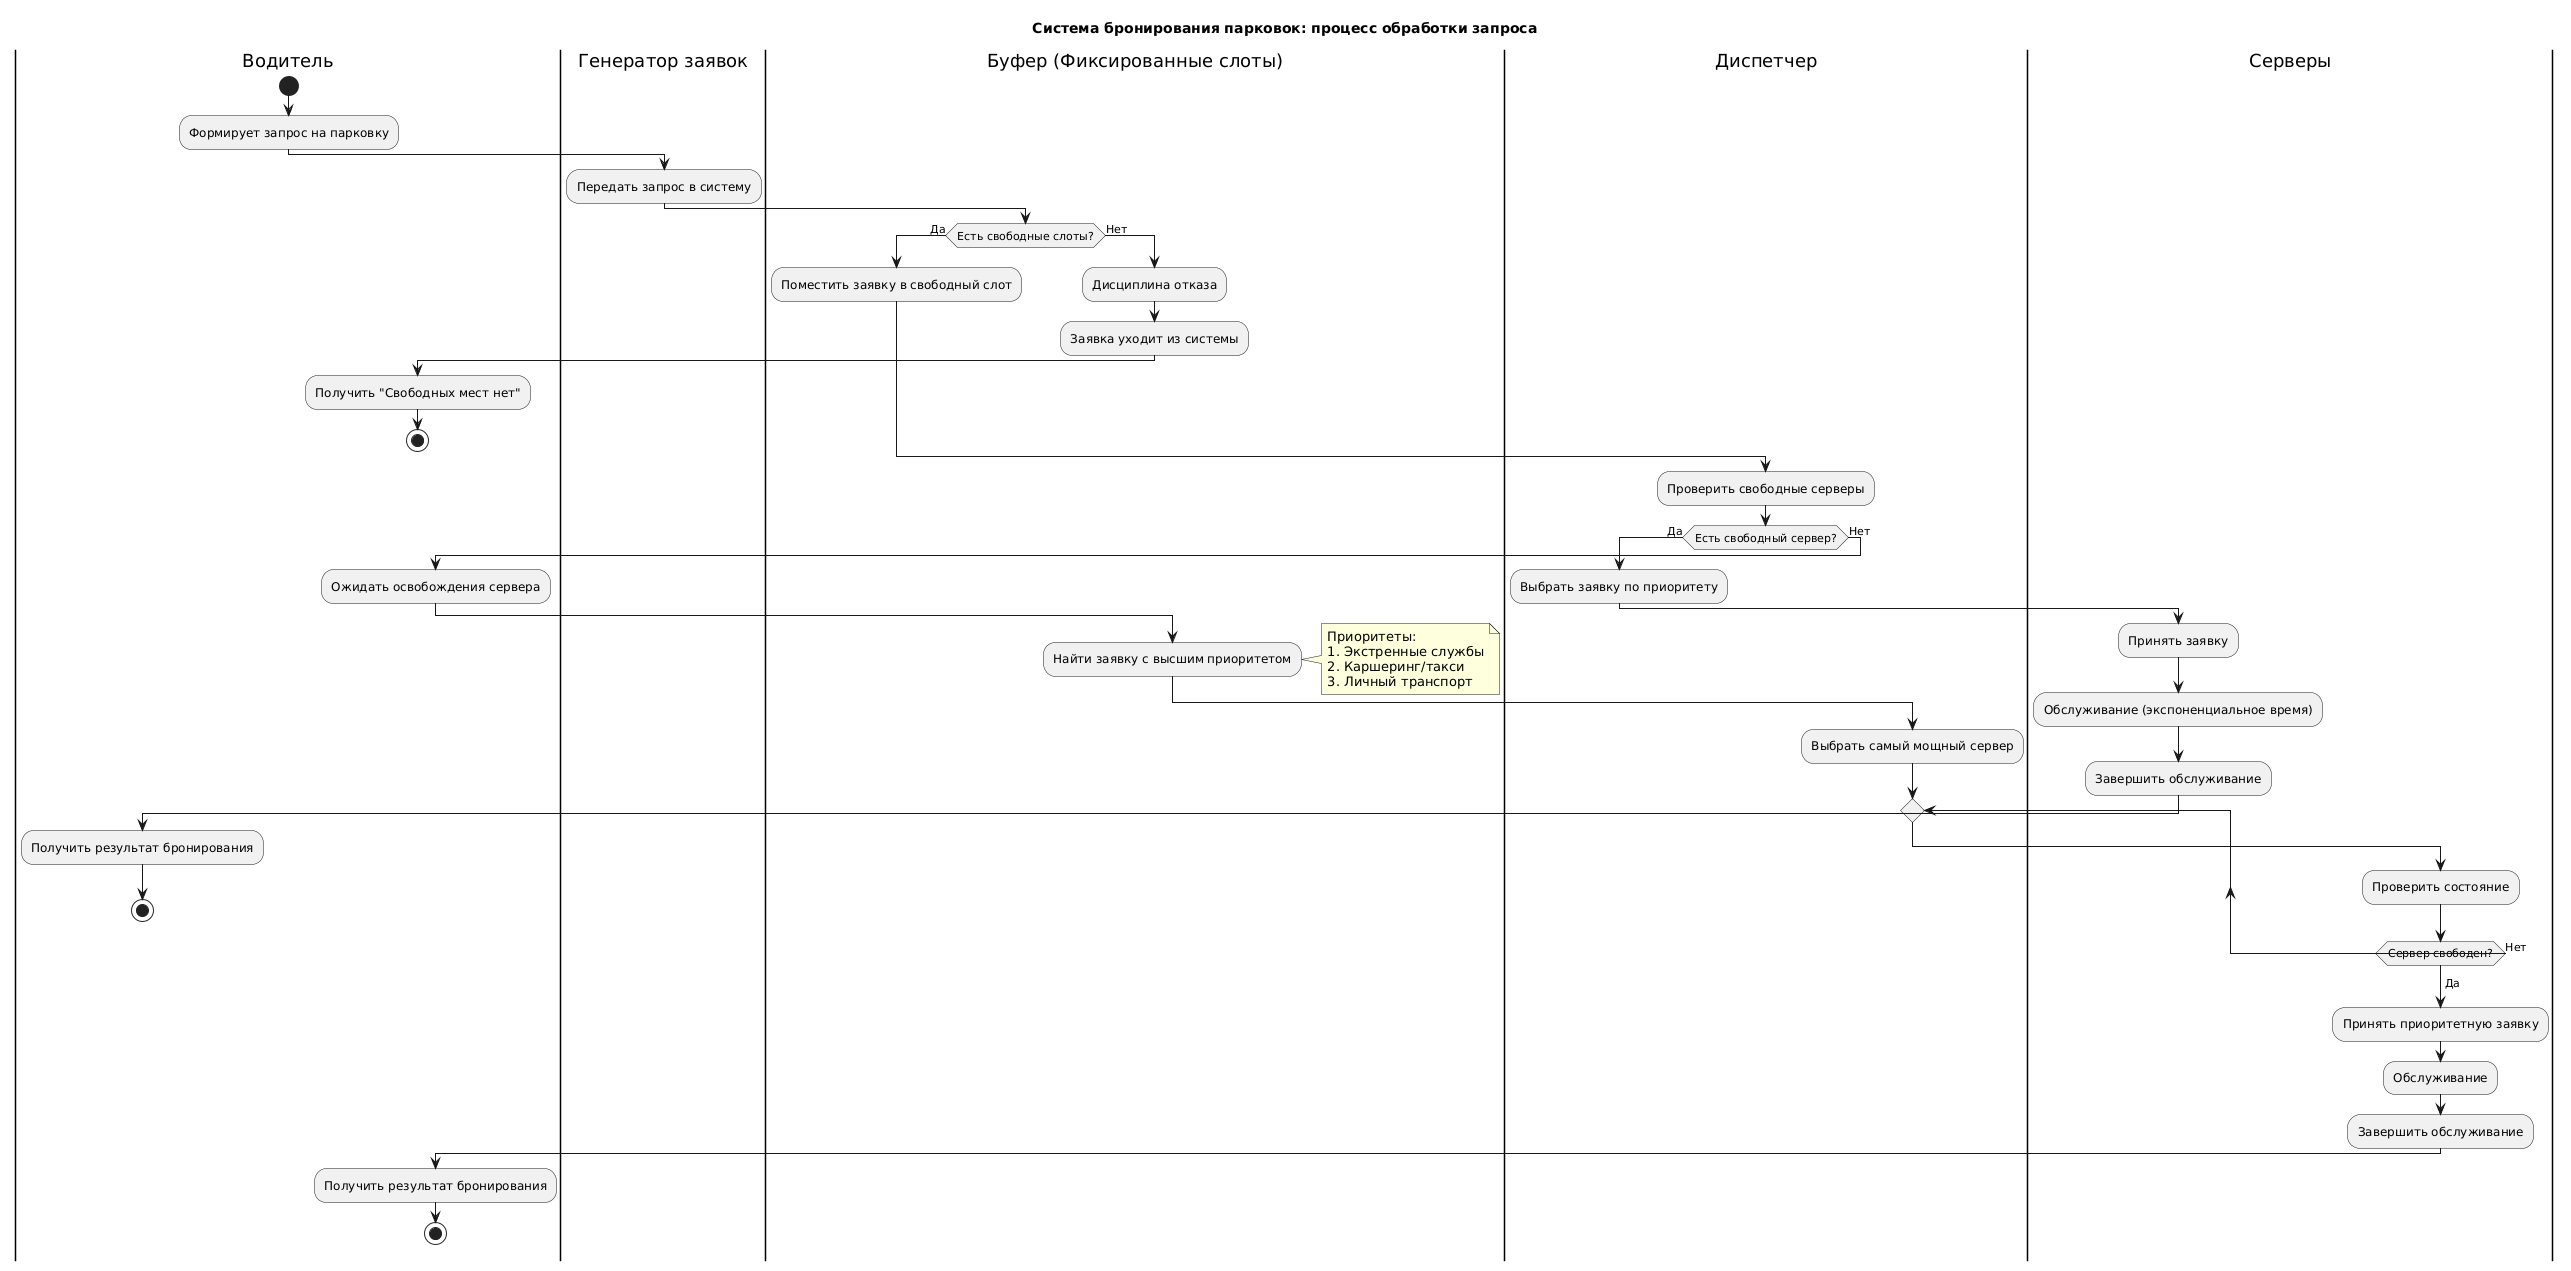 Система бронирования парковок: процесс обработки запроса
Водитель
Генератор заявок
Буфер (Фиксированные слоты)
Диспетчер
Серверы
Формирует запрос на парковку
Передать запрос в систему
Да
Есть свободные слоты?
Нет
Поместить заявку в свободный слот
Дисциплина отказа
Заявка уходит из системы
Получить "Свободных мест нет"
Проверить свободные серверы
Да
Есть свободный сервер?
Нет
Ожидать освобождения сервера
Выбрать заявку по приоритету
Принять заявку
Найти заявку с высшим приоритетом
Приоритеты:
1. Экстренные службы
2. Каршеринг/такси
3. Личный транспорт
Обслуживание (экспоненциальное время)
Выбрать самый мощный сервер
Завершить обслуживание
Получить результат бронирования
Проверить состояние
Сервер свободен?
Нет
Да
Принять приоритетную заявку
Обслуживание
Завершить обслуживание
Получить результат бронирования